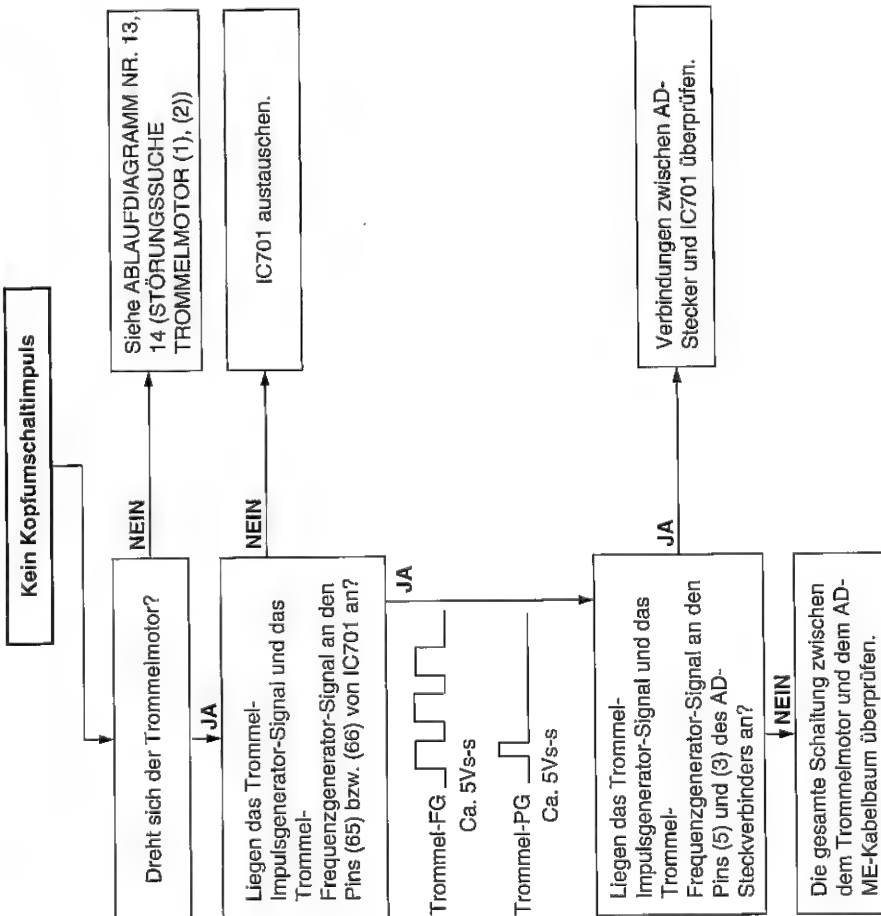 Kein Kopfumschaltimpuls
Dreht sich der Trommelmotor?
NEIN
Siehe ABLAUFDIAGRAMM NR. 13,
14 (STÖRUNGSSUCHE
TROMMELMOTOR (1), (2))
JA
Liegen das Trommel-
Impulsgenerator-Signal und das
Trommel-
Frequenzgenerator-Signal an den
Pins (65) bzw. (66) von IC701 an?
NEIN
IC701 austauschen.
JA
Trommel-FG
Ca. 5Vs-s
Trommel-PG
Ca. 5Vs-s
Liegen das Trommel-
Impulsgenerator-Signal und das
Trommel-
Frequenzgenerator-Signal an den
Pins (5) und (3) des AD-
Steckverbinders an?
JA
Verbindungen zwischen AD-
Stecker und IC701 überprüfen.
NEIN
Die gesamte Schaltung zwischen
dem Trommelmotor und dem AD-
ME-Kabelbaum überprüfen.